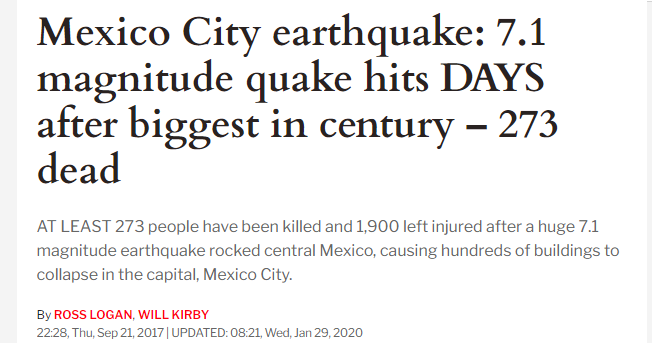 Mexico City earthquake: 7.1
magnitude quake hits DAYS
after biggest in century – 273
dead
AT LEAST 273 people have been killed and 1,900 left injured after a huge 7.1
magnitude earthquake rocked central Mexico, causing hundreds of buildings to
collapse in the capital, Mexico City.
By ROSS LOGAN, WILL KIRBY
22:28, Thu, Sep 21, 2017 | UPDATED: 08:21, Wed, Jan 29, 2020